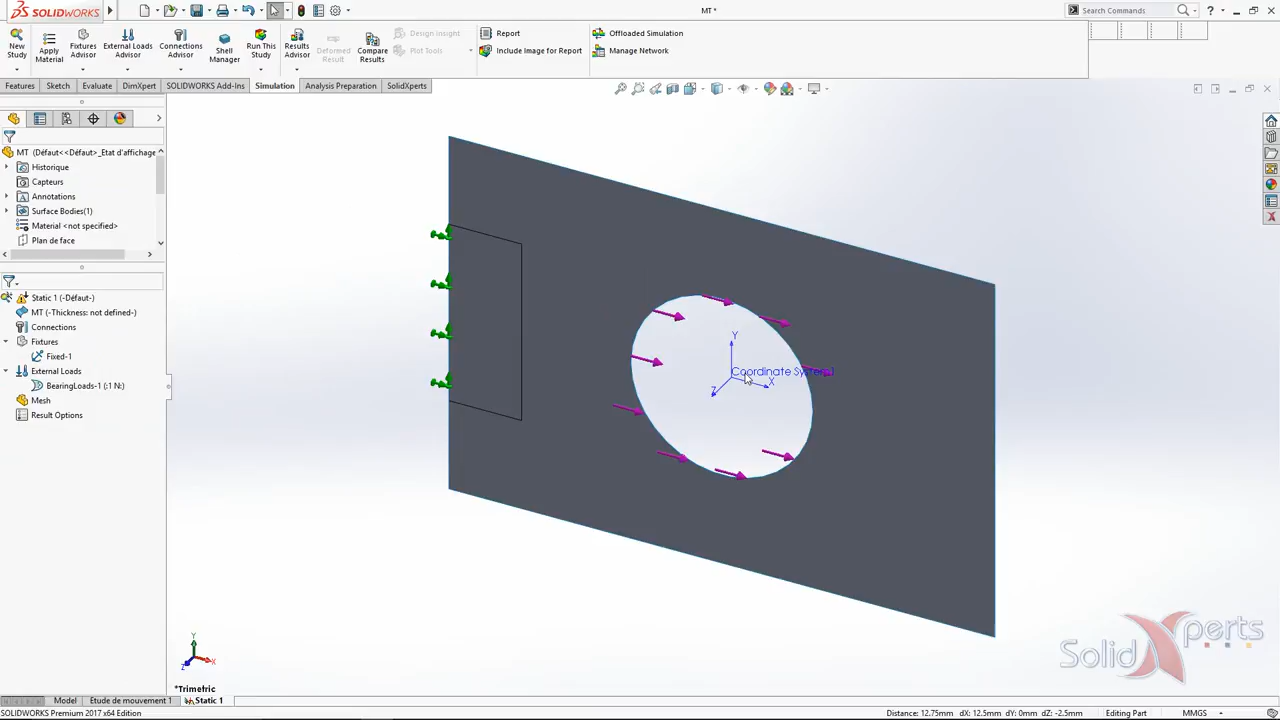 SOLIDWORKS
MT *
Search Commands
New Study
Apply Material
Fixtures Advisor
External Loads Advisor
Connections Advisor
Shell Manager
Run This Study
Results Advisor
Deformed Result
Compare Results
Design Insight
Plot Tools
Report
Include Image for Report
Offloaded Simulation
Manage Network
Features
Sketch
Evaluate
DimXpert
SOLIDWORKS Add-Ins
Simulation
Analysis Preparation
SolidXperts
MT (Défaut<<Défaut>_Etat d'affichage
Historique
Capteurs
Annotations
Surface Bodies(1)
Material <not specified>
Plan de face
Static 1 (-Défaut-)
MT (-Thickness: not defined-)
Connections
Fixtures
Fixed-1
External Loads
BearingLoads-1 (:1 N:)
Mesh
Result Options
Y
Coordinate System1
X
Z
Y
X
Z
*Trimetric
SolidXperts
Model
Etude de mouvement 1
Static 1
SOLIDWORKS Premium 2017 x64 Edition
Distance: 12.75mm dX: 12.5mm dY: 0mm dZ: -2.5mm
Editing Part
MMGS